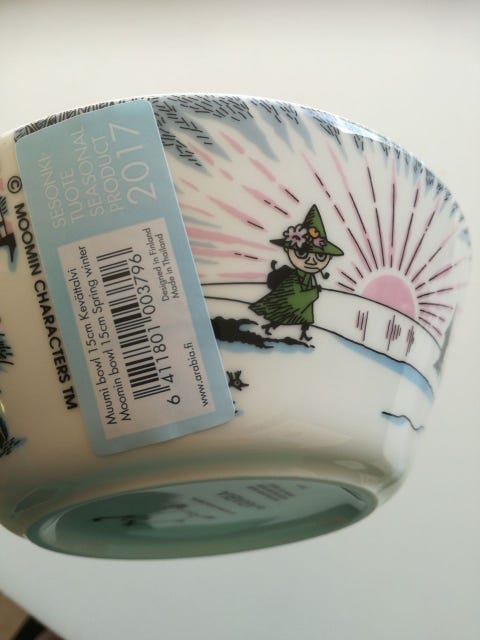 SESONKI
TUOTE
SEASONAL
PRODUCT
2017
© MOOMIN CHARACTERS TM
Muumi bowl 15cm Kevättalvi
Moomin bowl 15cm Spring winter
6 411801 003796
Designed in Finland
Made in Thailand
www.arabia.fi